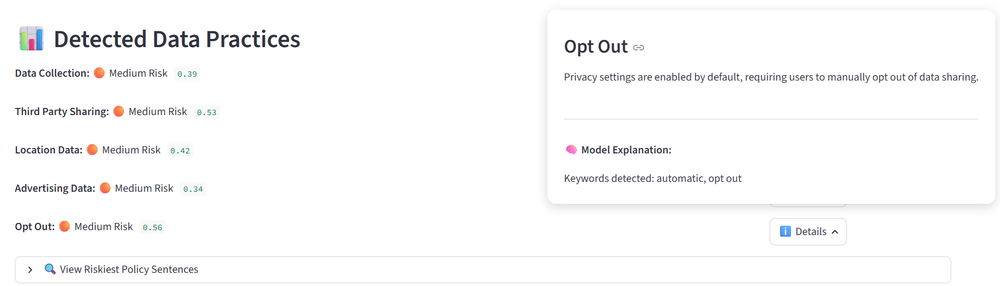 📊 Detected Data Practices
Data Collection: 🟠 Medium Risk 0.39
Third Party Sharing: 🟠 Medium Risk 0.53
Location Data: 🟠 Medium Risk 0.42
Advertising Data: 🟠 Medium Risk 0.34
Opt Out: 🟠 Medium Risk 0.56
🔍 View Riskiest Policy Sentences
Opt Out
Privacy settings are enabled by default, requiring users to manually opt out of data sharing.
🧠 Model Explanation:
Keywords detected: automatic, opt out
ℹ️ Details